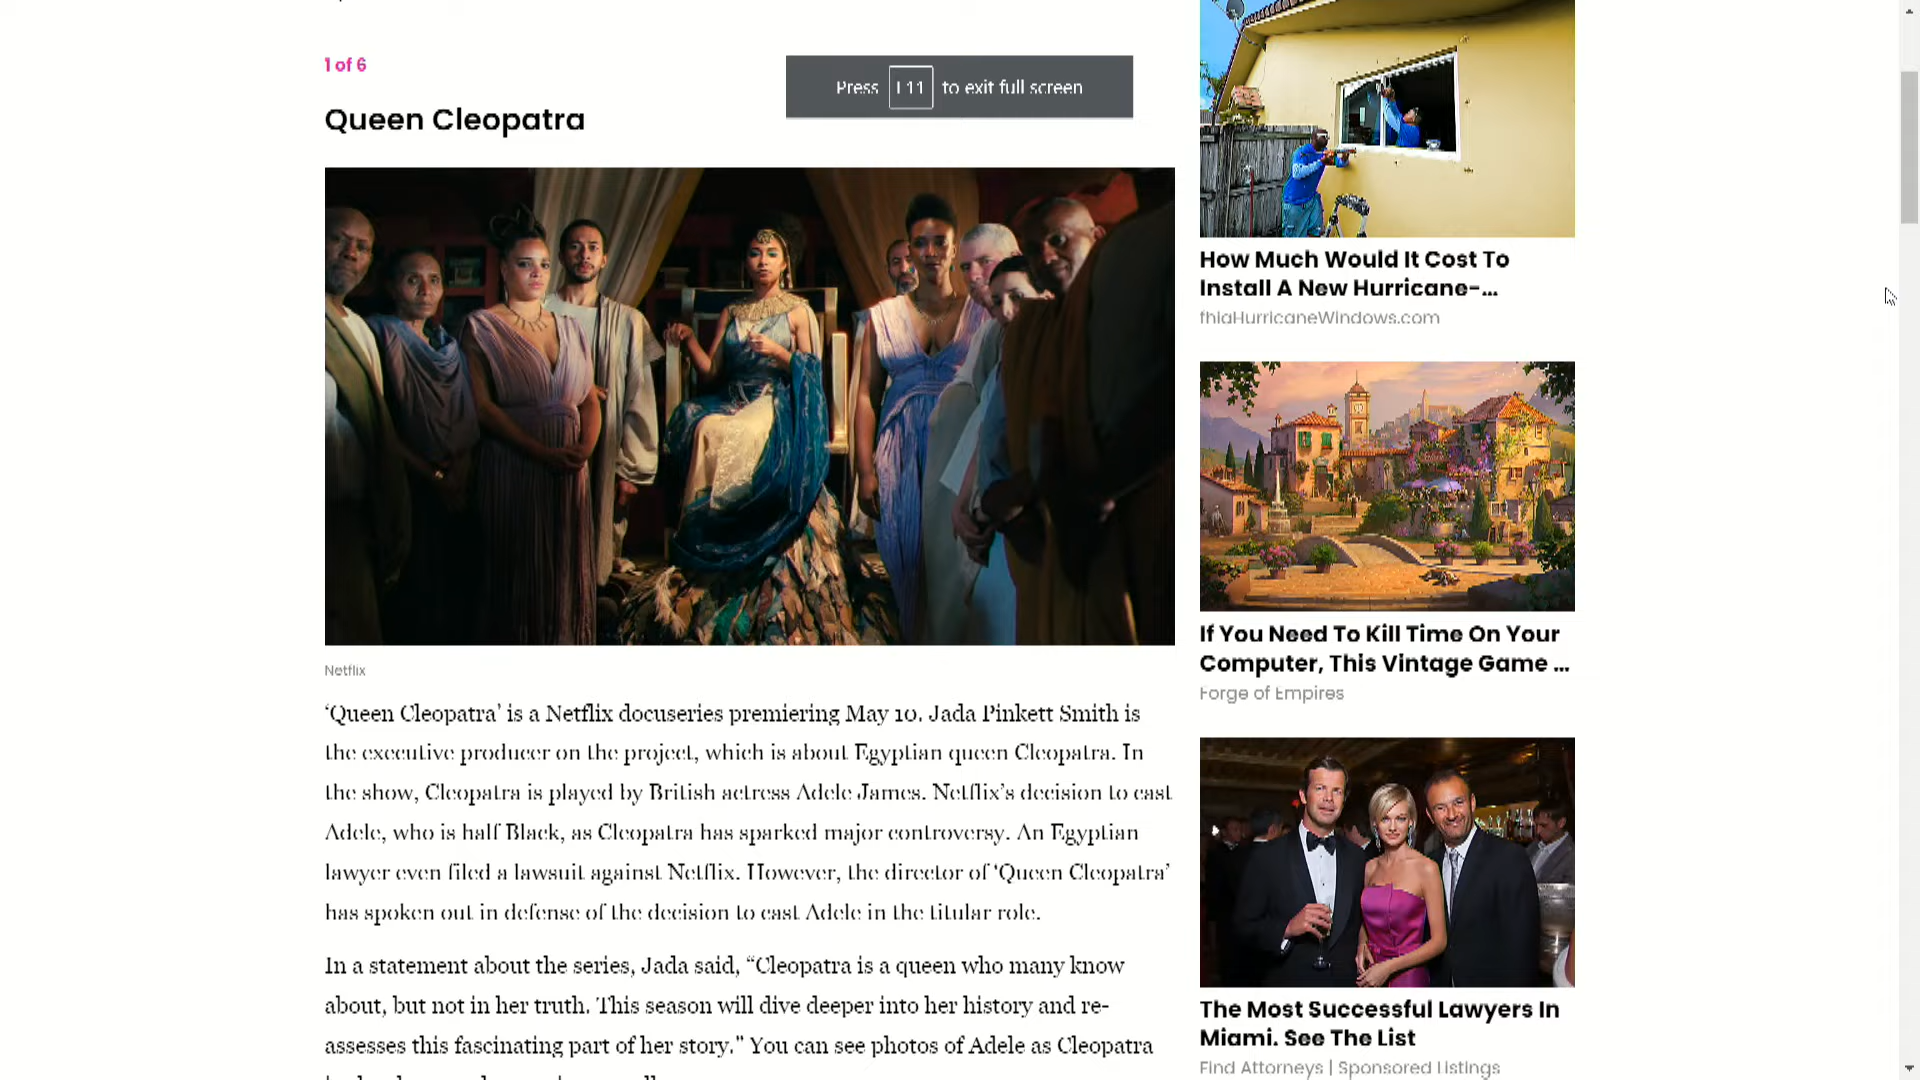 1 of 6
Press F11 to exit full screen
Queen Cleopatra
Netflix
‘Queen Cleopatra’ is a Netflix docuseries premiering May 10. Jada Pinkett Smith is
the executive producer on the project, which is about Egyptian queen Cleopatra. In
the show, Cleopatra is played by British actress Adele James. Netflix’s decision to cast
Adele, who is half Black, as Cleopatra has sparked major controversy. An Egyptian
lawyer even filed a lawsuit against Netflix. However, the director of ‘Queen Cleopatra’
has spoken out in defense of the decision to cast Adele in the titular role.
In a statement about the series, Jada said, “Cleopatra is a queen who many know
about, but not in her truth. This season will dive deeper into her history and re-
assesses this fascinating part of her story.” You can see photos of Adele as Cleopatra
How Much Would It Cost To
Install A New Hurricane-...
fhiaHurricaneWindows.com
If You Need To Kill Time On Your
Computer, This Vintage Game ...
Forge of Empires
The Most Successful Lawyers In
Miami. See The List
Find Attorneys | Sponsored Listings